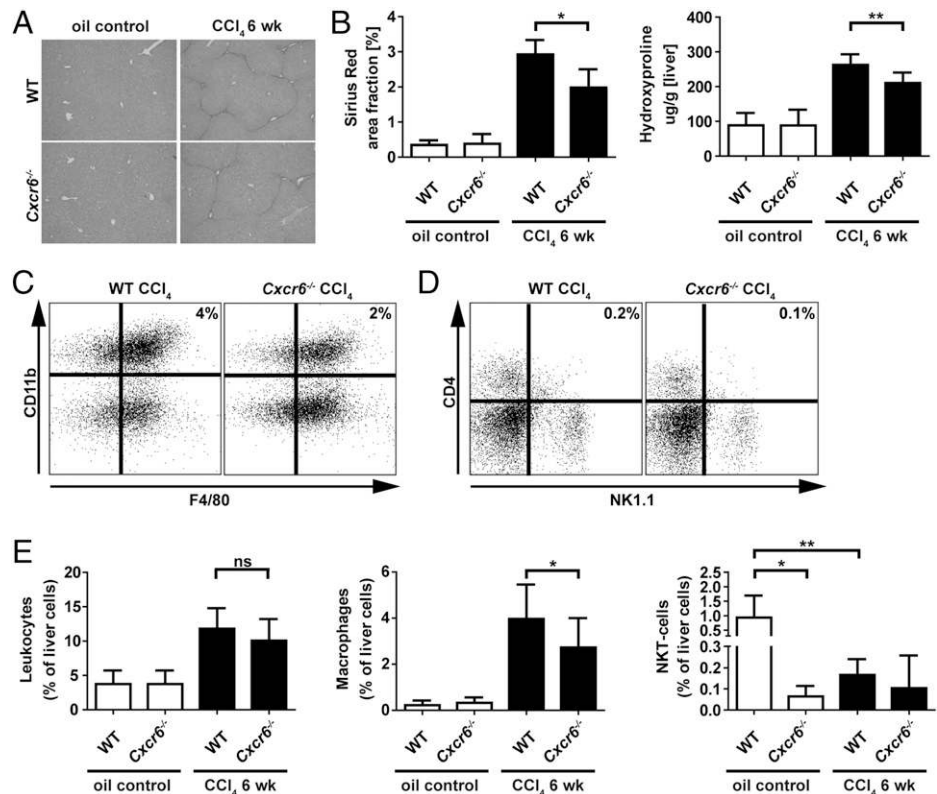 A
oil control
CCl4 6 wk
WT
Cxcr6-/-
B
Sirius Red
area fraction [%]
4
3
2
1
0
*
WT
Cxcr6-/-
WT
Cxcr6-/-
oil control
CCl4 6 wk
Hydroxyproline
ug/g [liver]
400
300
200
100
0
**
WT
Cxcr6-/-
WT
Cxcr6-/-
oil control
CCl4 6 wk
C
WT CCl4
Cxcr6-/- CCl4
4%
2%
CD11b
F4/80
D
WT CCl4
Cxcr6-/- CCl4
0.2%
0.1%
CD4
NK1.1
E
Leukocytes
(% of liver cells)
20
15
10
5
0
ns
WT
Cxcr6-/-
WT
Cxcr6-/-
oil control
CCl4 6 wk
Macrophages
(% of liver cells)
6
4
2
0
*
WT
Cxcr6-/-
WT
Cxcr6-/-
oil control
CCl4 6 wk
NKT-cells
(% of liver cells)
2.5
2.0
1.5
1.0
0.5
0.3
0.2
0.1
0.0
**
*
WT
Cxcr6-/-
WT
Cxcr6-/-
oil control
CCl4 6 wk